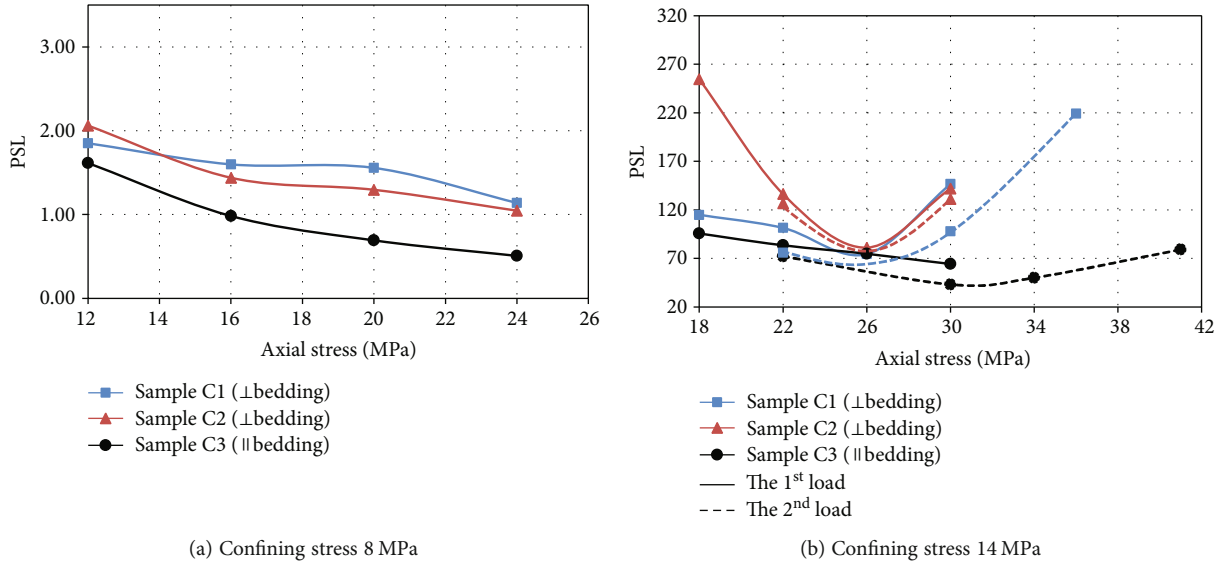 3.00
2.00
1.00
0.00
PSL
12 14 16 18 20 22 24 26
Axial stress (MPa)
Sample C1 (⊥bedding)
Sample C2 (⊥bedding)
Sample C3 (॥bedding)
(a) Confining stress 8 MPa
320
270
220
170
120
70
20
PSL
18 22 26 30 34 38 42
Axial stress (MPa)
Sample C1 (⊥bedding)
Sample C2 (⊥bedding)
Sample C3 (॥bedding)
The 1st load
The 2nd load
(b) Confining stress 14 MPa